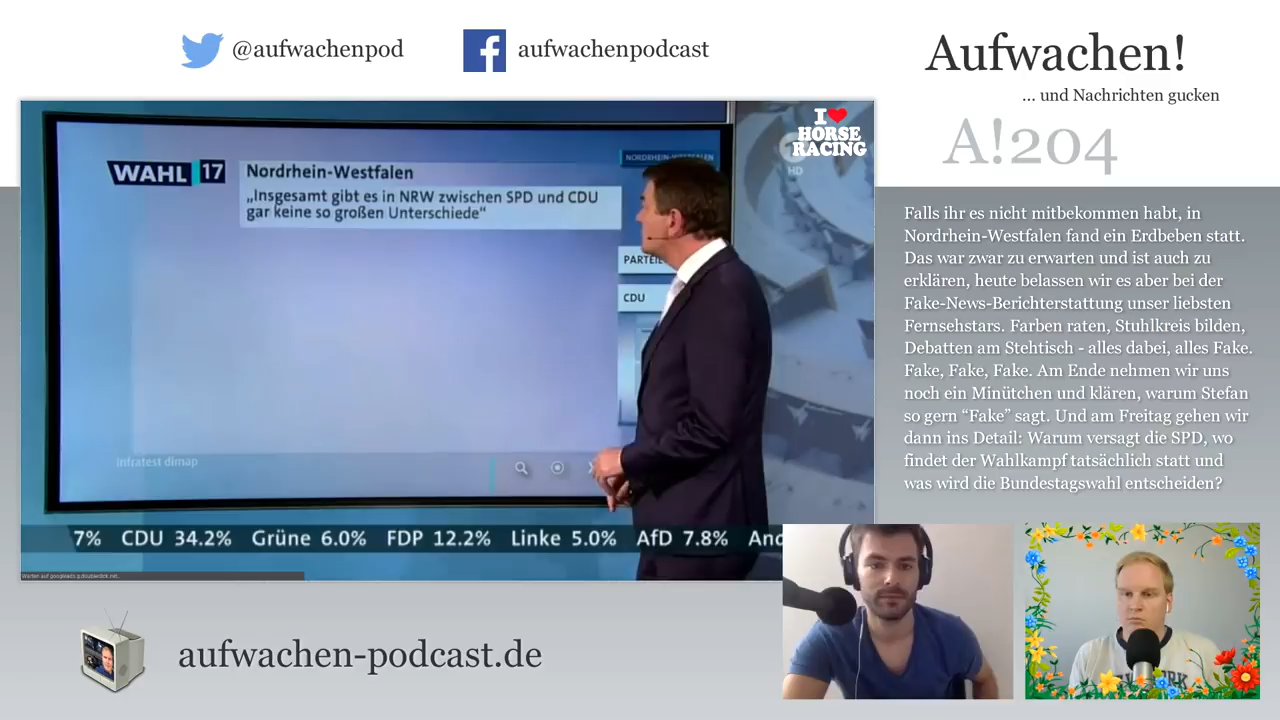 @aufwachenpod
aufwachenpodcast
Aufwachen!
... und Nachrichten gucken
A!204
I
HORSE
RACING
HD
WAHL 17
Nordrhein-Westfalen
„Insgesamt gibt es in NRW zwischen SPD und CDU
gar keine so großen Unterschiede“
NORDRHEIN-WESTFALEN
CDU
infratest dimap
7% CDU 34.2% Grüne 6.0% FDP 12.2% Linke 5.0% AfD 7.8% And
Falls ihr es nicht mitbekommen habt, in
Nordrhein-Westfalen fand ein Erdbeben statt.
Das war zwar zu erwarten und ist auch zu
erklären, heute belassen wir es aber bei der
Fake-News-Berichterstattung unser liebsten
Fernsehstars. Farben raten, Stuhlkreis bilden,
Debatten am Stehtisch - alles dabei, alles Fake.
Fake, Fake, Fake. Am Ende nehmen wir uns
noch ein Minütchen und klären, warum Stefan
so gern “Fake” sagt. Und am Freitag gehen wir
dann ins Detail: Warum versagt die SPD, wo
findet der Wahlkampf tatsächlich statt und
was wird die Bundestagswahl entscheiden?
aufwachen-podcast.de